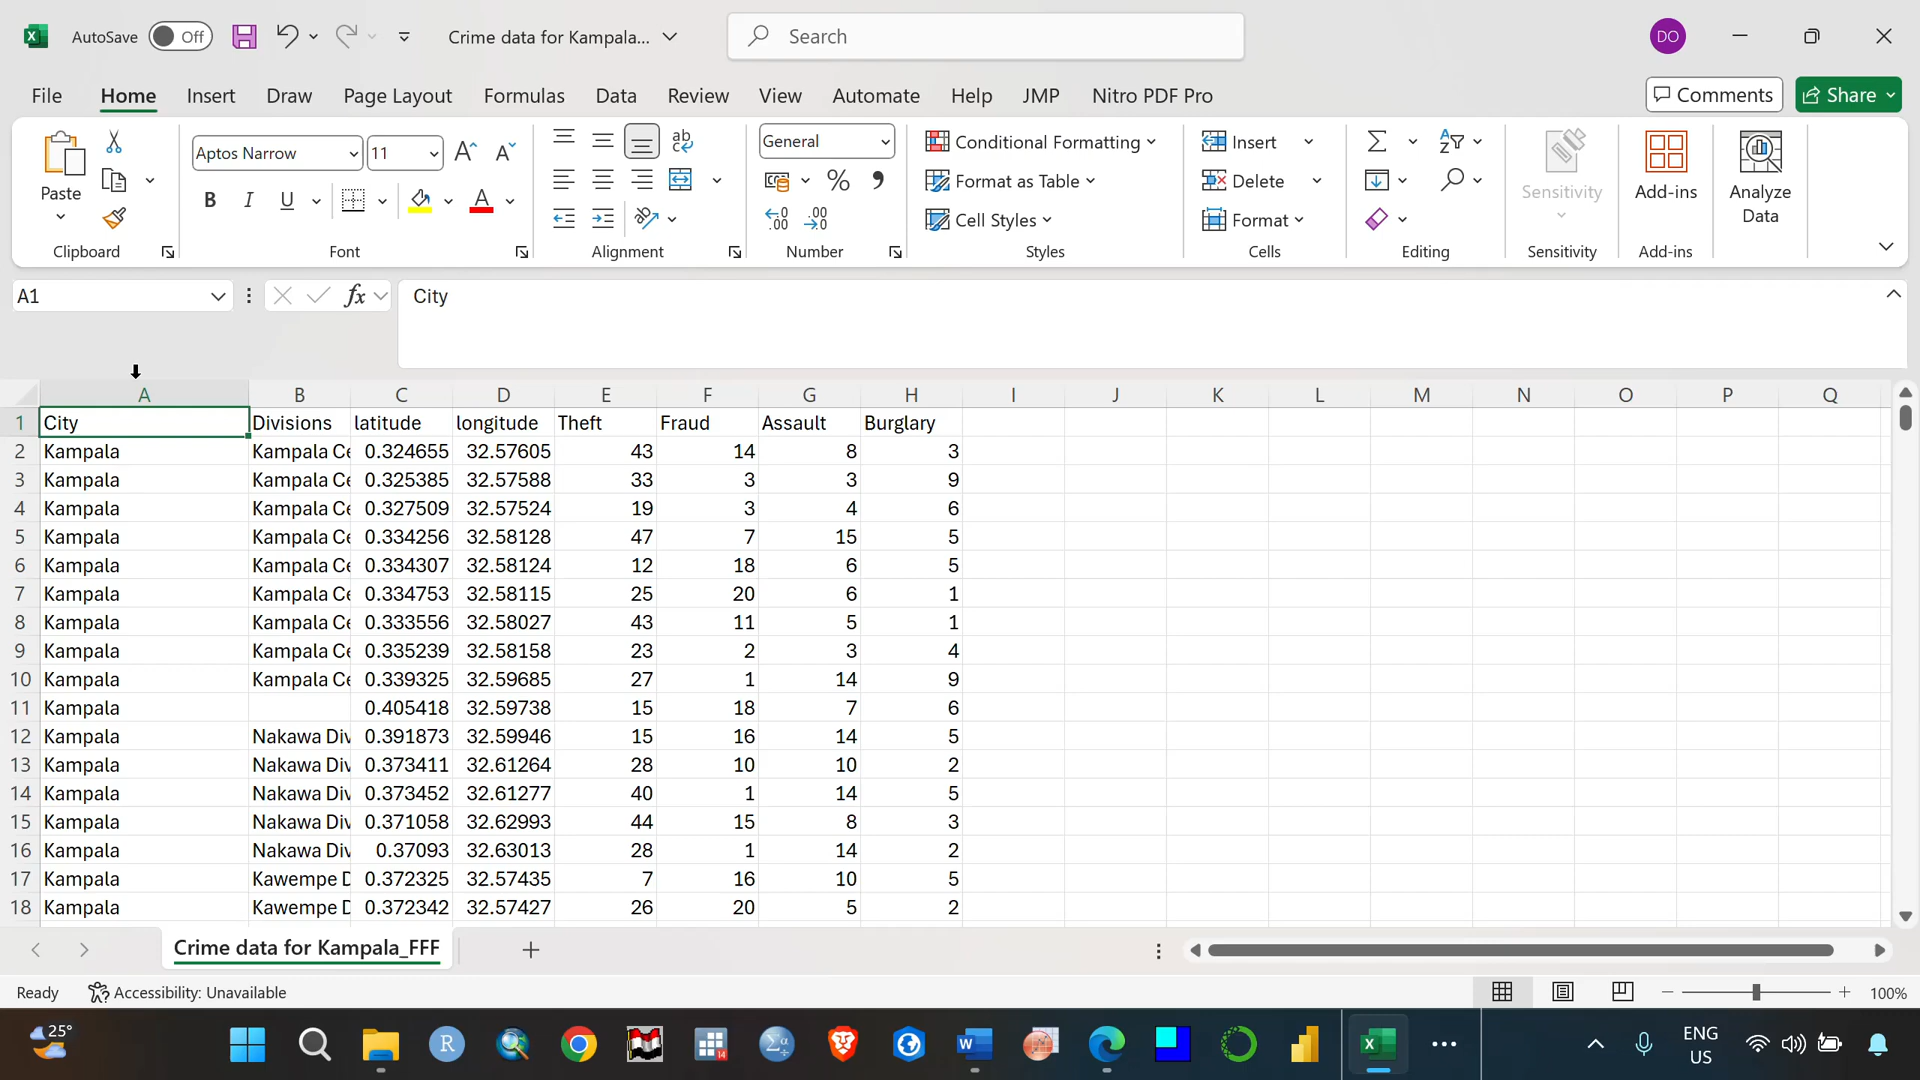 AutoSave Off Crime data for Kampala... Search DO
File Home Insert Draw Page Layout Formulas Data Review View Automate Help JMP Nitro PDF Pro Comments Share
Paste Aptos Narrow 11 General Conditional Formatting Format as Table Cell Styles Insert Delete Format Sensitivity Add-ins Analyze Data
Clipboard Font Alignment Number Styles Cells Editing Sensitivity Add-ins
A1 fx City
A B C D E F G H I J K L M N O P Q
1 City Divisions latitude longitude Theft Fraud Assault Burglary
2 Kampala Kampala Ce 0.324655 32.57605 43 14 8 3
3 Kampala Kampala Ce 0.325385 32.57588 33 3 3 9
4 Kampala Kampala Ce 0.327509 32.57524 19 3 4 6
5 Kampala Kampala Ce 0.334256 32.58128 47 7 15 5
6 Kampala Kampala Ce 0.334307 32.58124 12 18 6 5
7 Kampala Kampala Ce 0.334753 32.58115 25 20 6 1
8 Kampala Kampala Ce 0.333556 32.58027 43 11 5 1
9 Kampala Kampala Ce 0.335239 32.58158 23 2 3 4
10 Kampala Kampala Ce 0.339325 32.59685 27 1 14 9
11 Kampala 0.405418 32.59738 15 18 7 6
12 Kampala Nakawa Div 0.391873 32.59946 15 16 14 5
13 Kampala Nakawa Div 0.373411 32.61264 28 10 10 2
14 Kampala Nakawa Div 0.373452 32.61277 40 1 14 5
15 Kampala Nakawa Div 0.371058 32.62993 44 15 8 3
16 Kampala Nakawa Div 0.37093 32.63013 28 1 14 2
17 Kampala Kawempe D 0.372325 32.57435 7 16 10 5
18 Kampala Kawempe D 0.372342 32.57427 26 20 5 2
Crime data for Kampala_FFF
Ready Accessibility: Unavailable 100%
25° ENG
US